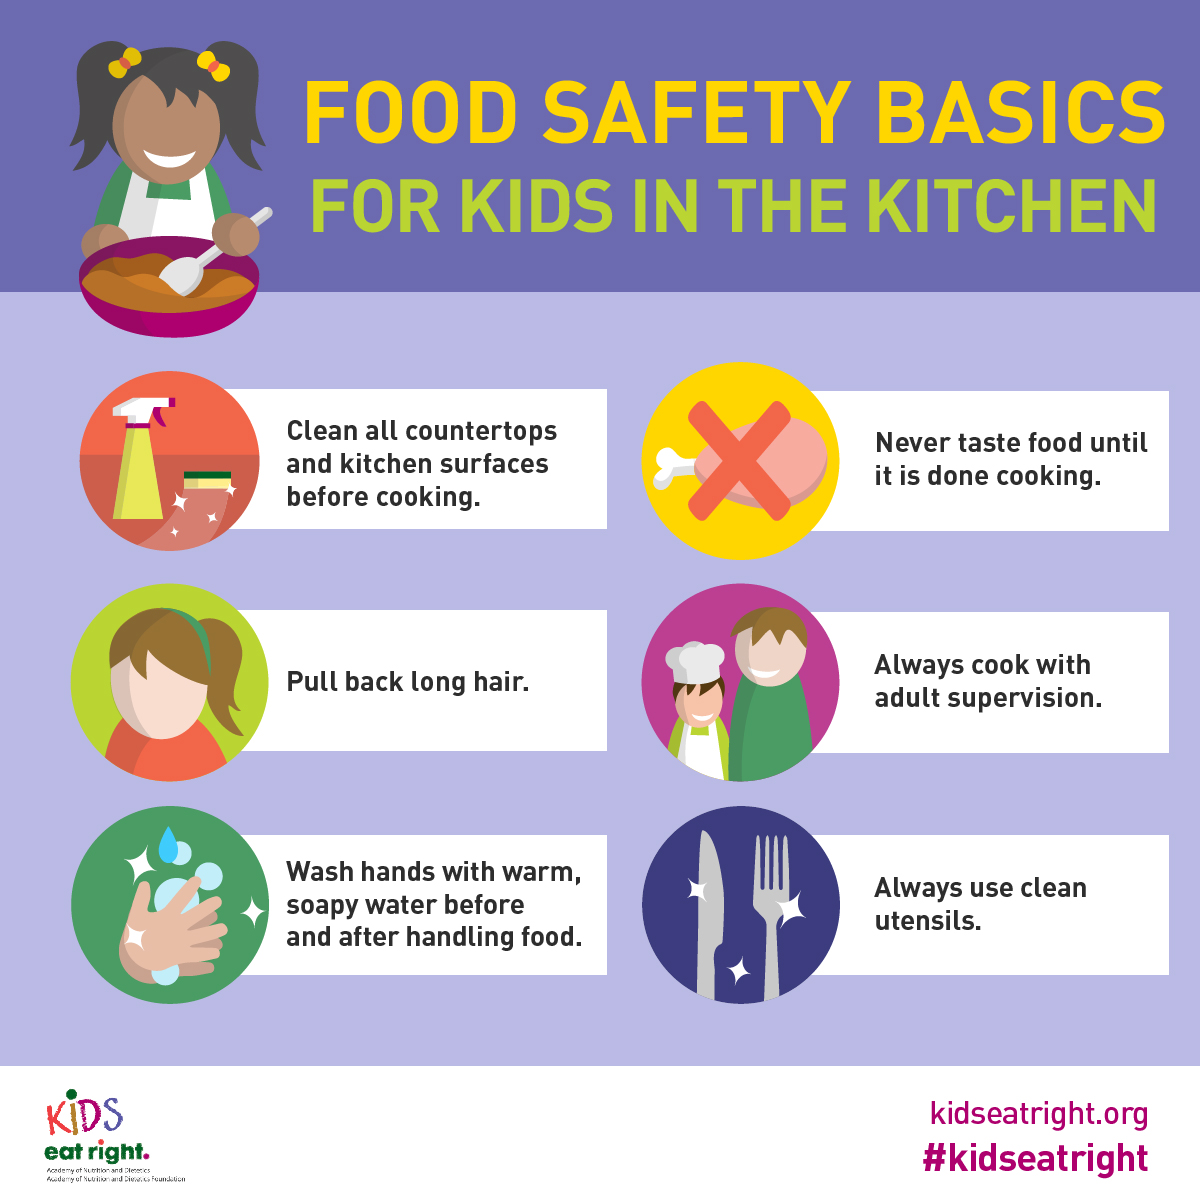 FOOD SAFETY BASICS
FOR KIDS IN THE KITCHEN
Clean all countertops
and kitchen surfaces
before cooking.
Never taste food until
it is done cooking.
Pull back long hair.
Always cook with
adult supervision.
Wash hands with warm,
soapy water before
and after handling food.
Always use clean
utensils.
KiDS
eat right.
Academy of Nutrition and Dietetics
Academy of Nutrition and Dietetics Foundation
kidseatright.org
#kidseatright